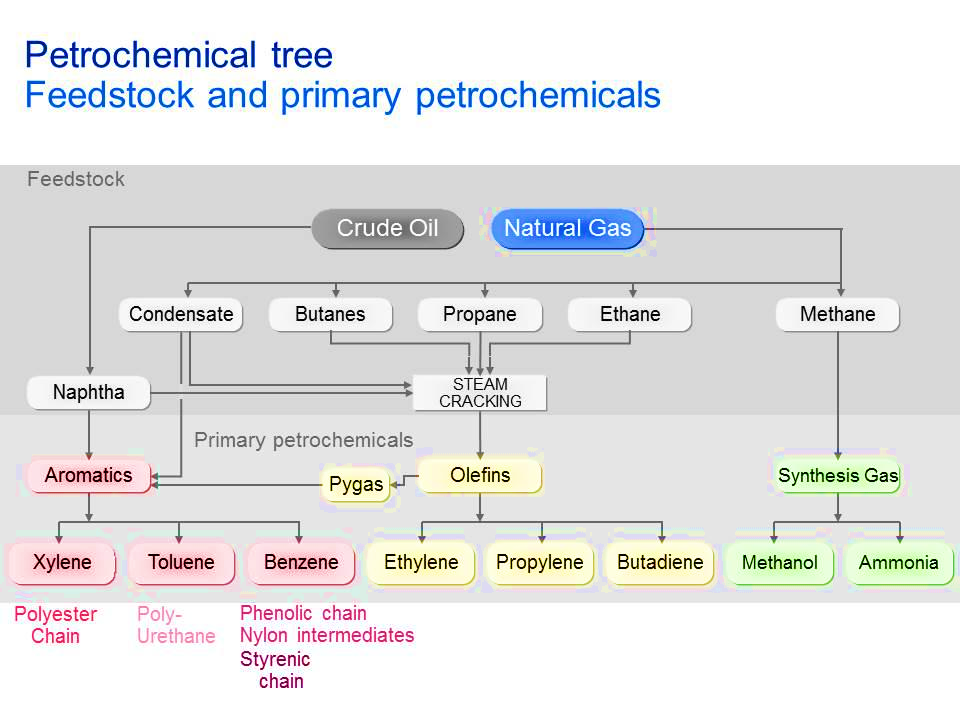 Petrochemical tree
Feedstock and primary petrochemicals
Feedstock
Crude Oil
Natural Gas
Condensate
Butanes
Propane
Ethane
Methane
Naphtha
STEAM
CRACKING
Primary petrochemicals
Aromatics
Pygas
Olefins
Synthesis Gas
Xylene
Toluene
Benzene
Ethylene
Propylene
Butadiene
Methanol
Ammonia
Polyester
Chain
Poly-
Urethane
Phenolic chain
Nylon intermediates
Styrenic
chain